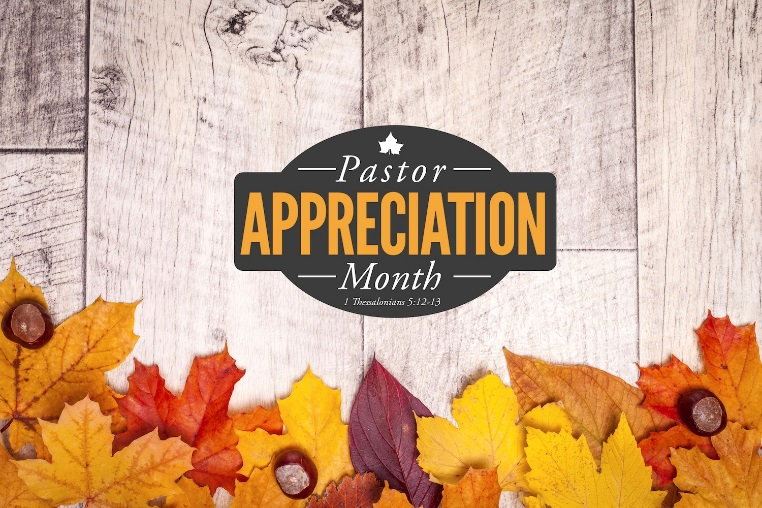 Pastor
APPRECIATION
Month
1 Thessalonians 5:12-13